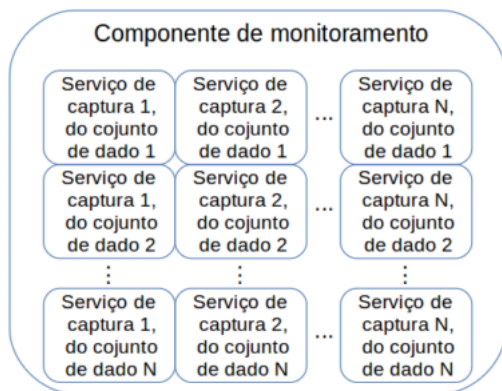 Componente de monitoramento
Serviço de
captura 1,
do cojunto
de dado 1
Serviço de
captura 2,
do cojunto
de dado 1
...
Serviço de
captura N,
do cojunto
de dado 1
Serviço de
captura 1,
do cojunto
de dado 2
Serviço de
captura 2,
do cojunto
de dado 2
...
Serviço de
captura N,
do cojunto
de dado 2
⋮
⋮
⋮
Serviço de
captura 1,
do cojunto
de dado N
Serviço de
captura 2,
do cojunto
de dado N
...
Serviço de
captura N,
do cojunto
de dado N